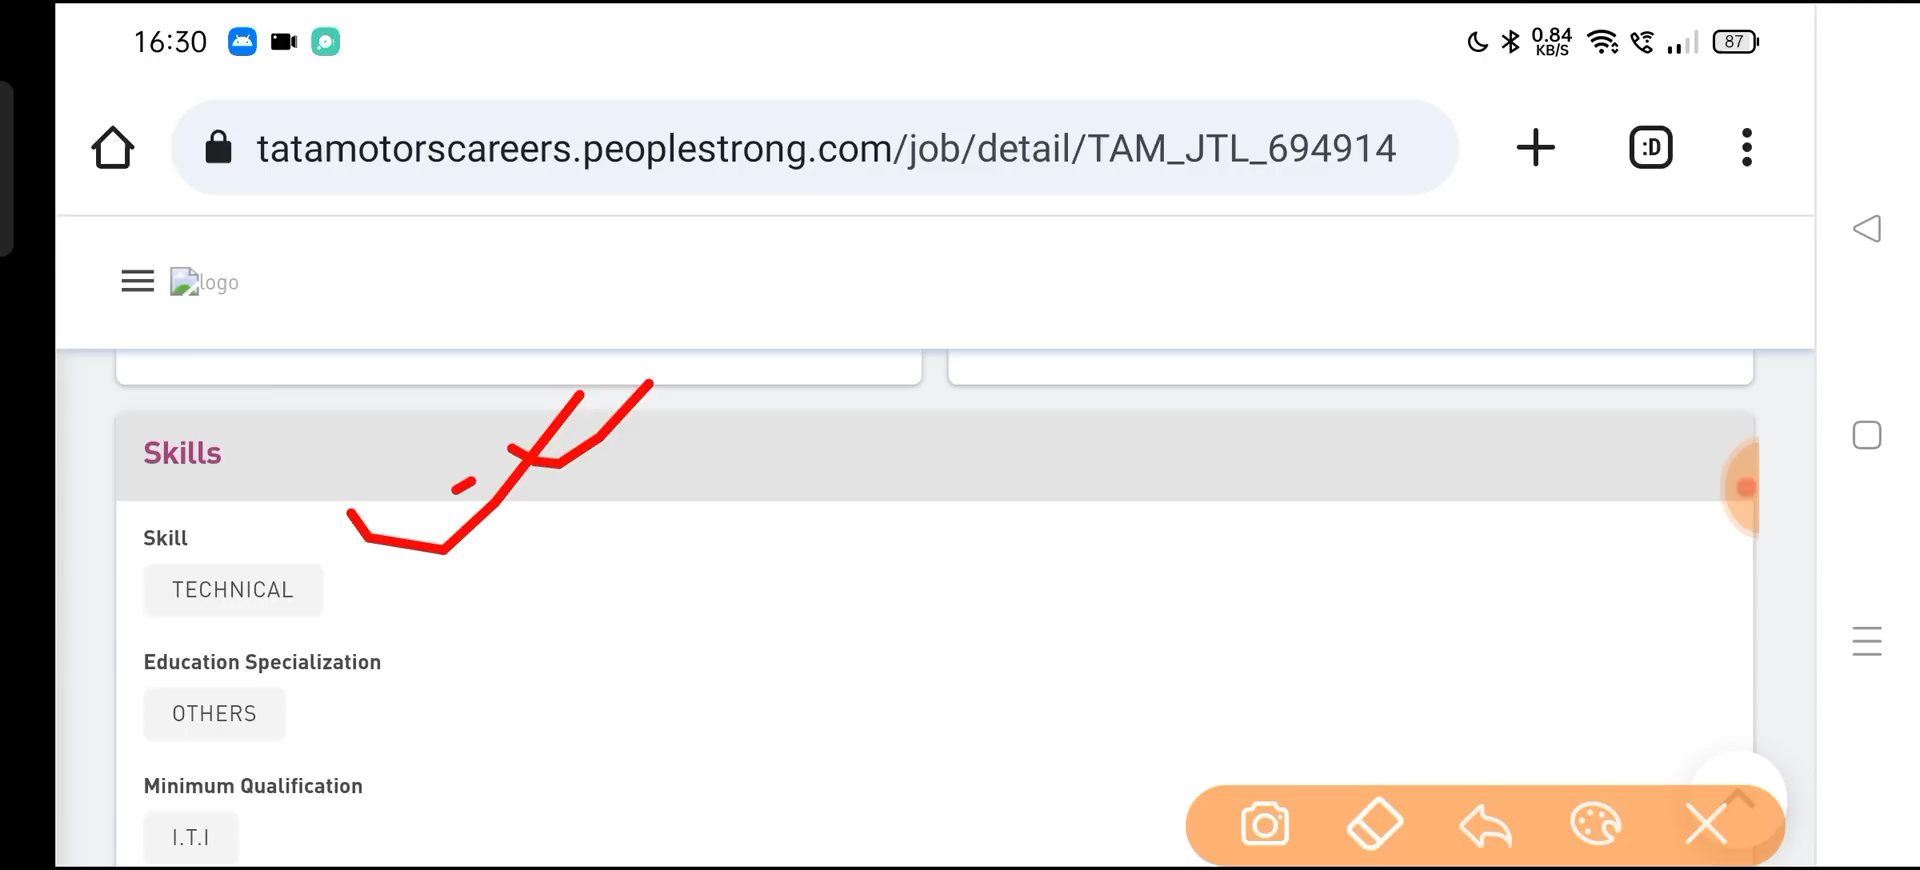 16:30 0.84 KB/S 87
tatamotorscareers.peoplestrong.com/job/detail/TAM_JTL_694914 :D
logo
Skills
Skill
TECHNICAL
Education Specialization
OTHERS
Minimum Qualification
I.T.I